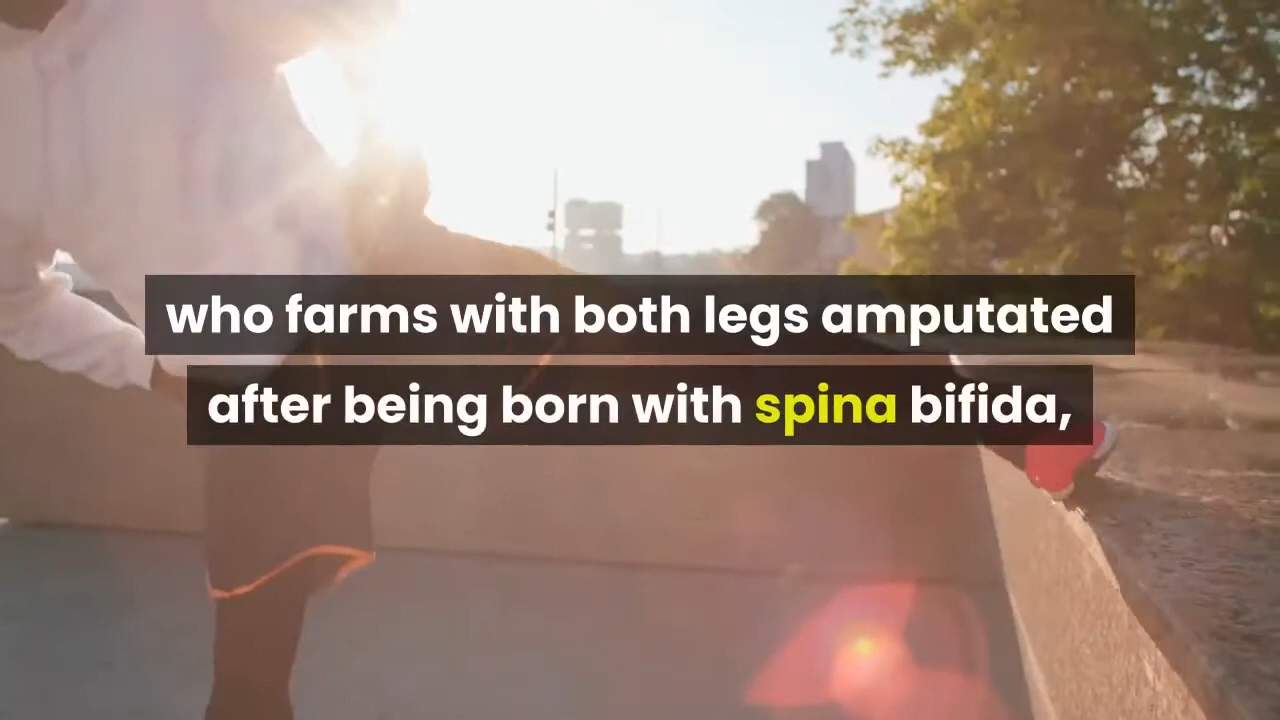 who farms with both legs amputated
after being born with spina bifida,